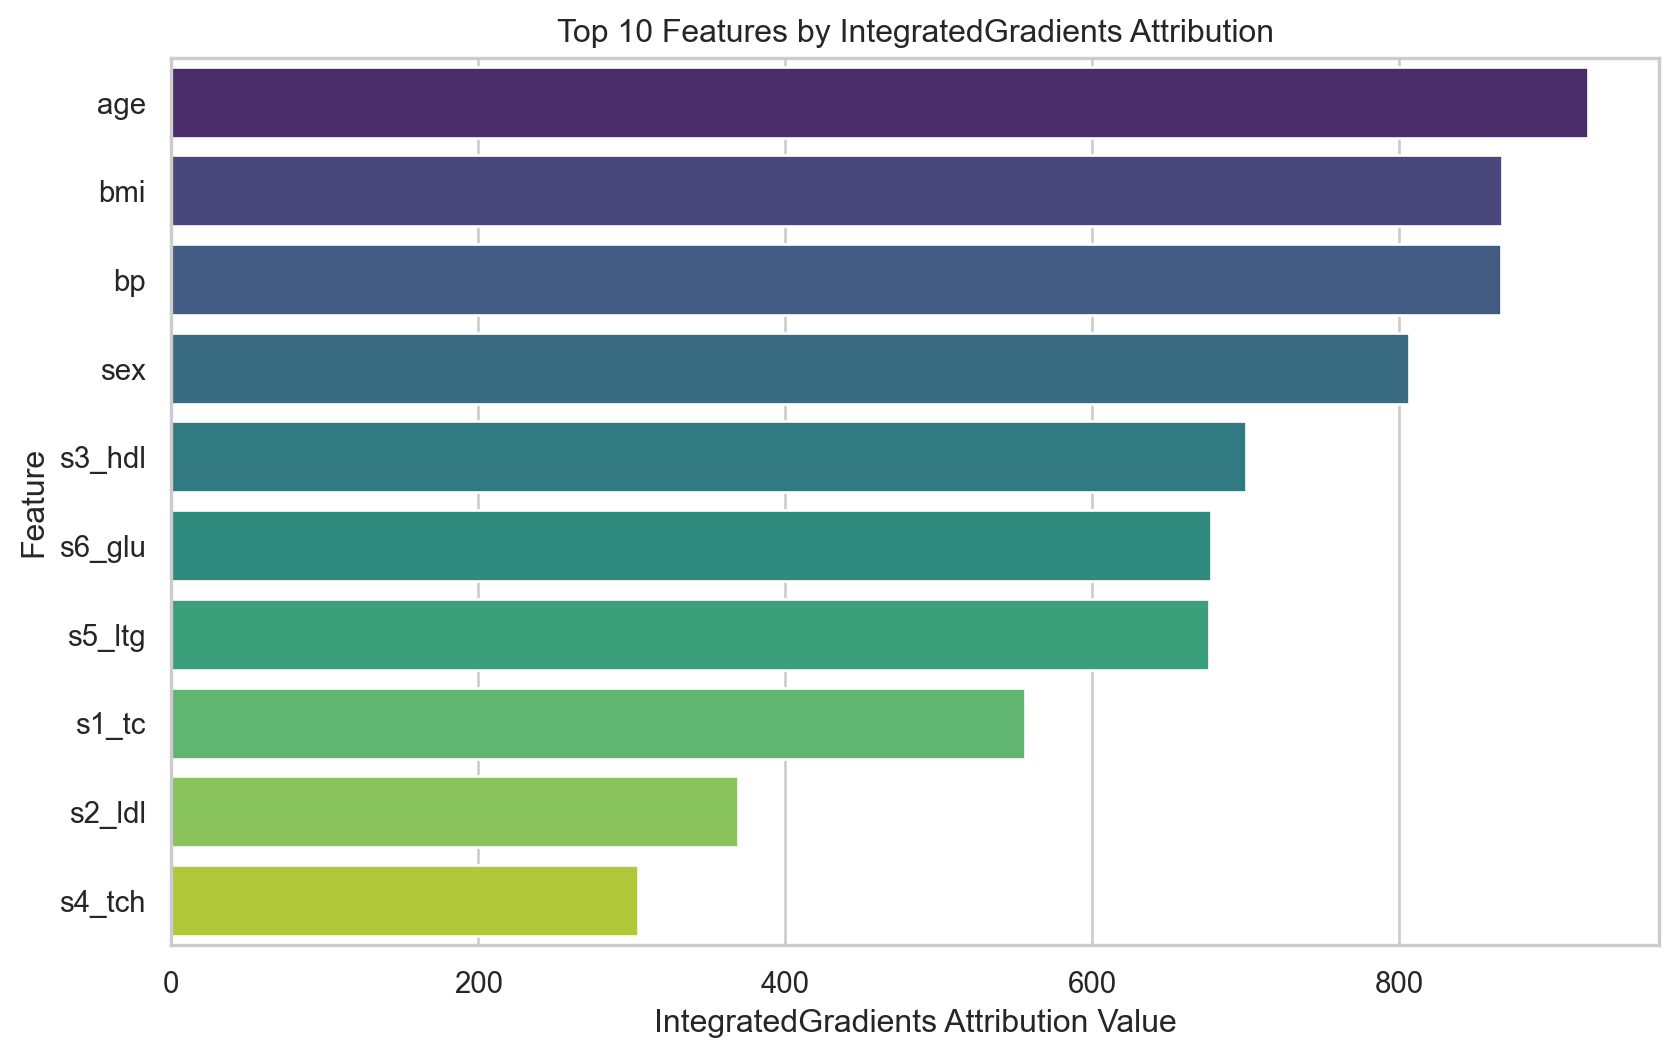 Top 10 Features by IntegratedGradients Attribution
age
bmi
bp
sex
s3_hdl
s6_glu
s5_ltg
s1_tc
s2_ldl
s4_tch
Feature
0 200 400 600 800
IntegratedGradients Attribution Value